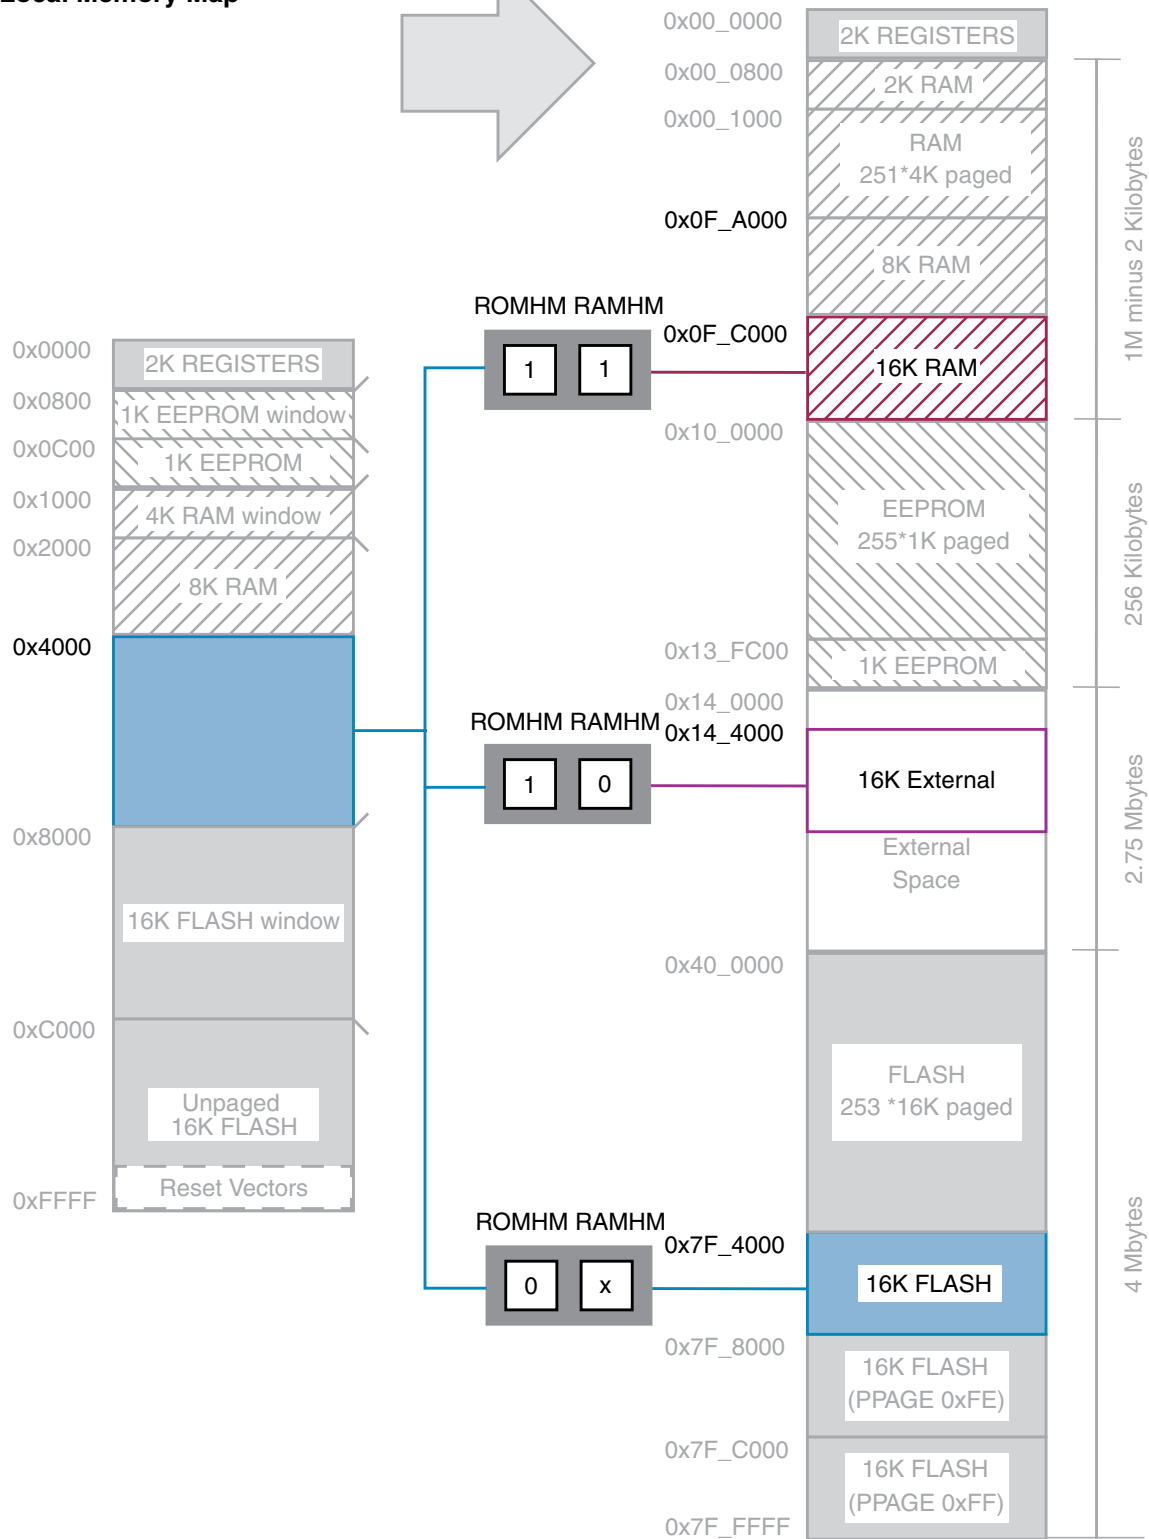 Local Memory Map
0x00_0000
2K REGISTERS
0x00_0800
2K RAM
0x00_1000
RAM
251*4K paged
0x0F_A000
8K RAM
1M minus 2 Kilobytes
ROMHM RAMHM
1 1
0x0F_C000
16K RAM
0x0000
2K REGISTERS
0x0800
1K EEPROM window
0x0C00
1K EEPROM
0x1000
4K RAM window
0x2000
8K RAM
0x4000
0x8000
16K FLASH window
0xC000
Unpaged
16K FLASH
Reset Vectors
0xFFFF
0x10_0000
EEPROM
255*1K paged
256 Kilobytes
0x13_FC00
1K EEPROM
0x14_0000
ROMHM RAMHM
1 0
0x14_4000
16K External
External
Space
2.75 Mbytes
0x40_0000
FLASH
253 *16K paged
ROMHM RAMHM
0 x
0x7F_4000
16K FLASH
4 Mbytes
0x7F_8000
16K FLASH
(PPAGE 0xFE)
0x7F_C000
16K FLASH
(PPAGE 0xFF)
0x7F_FFFF